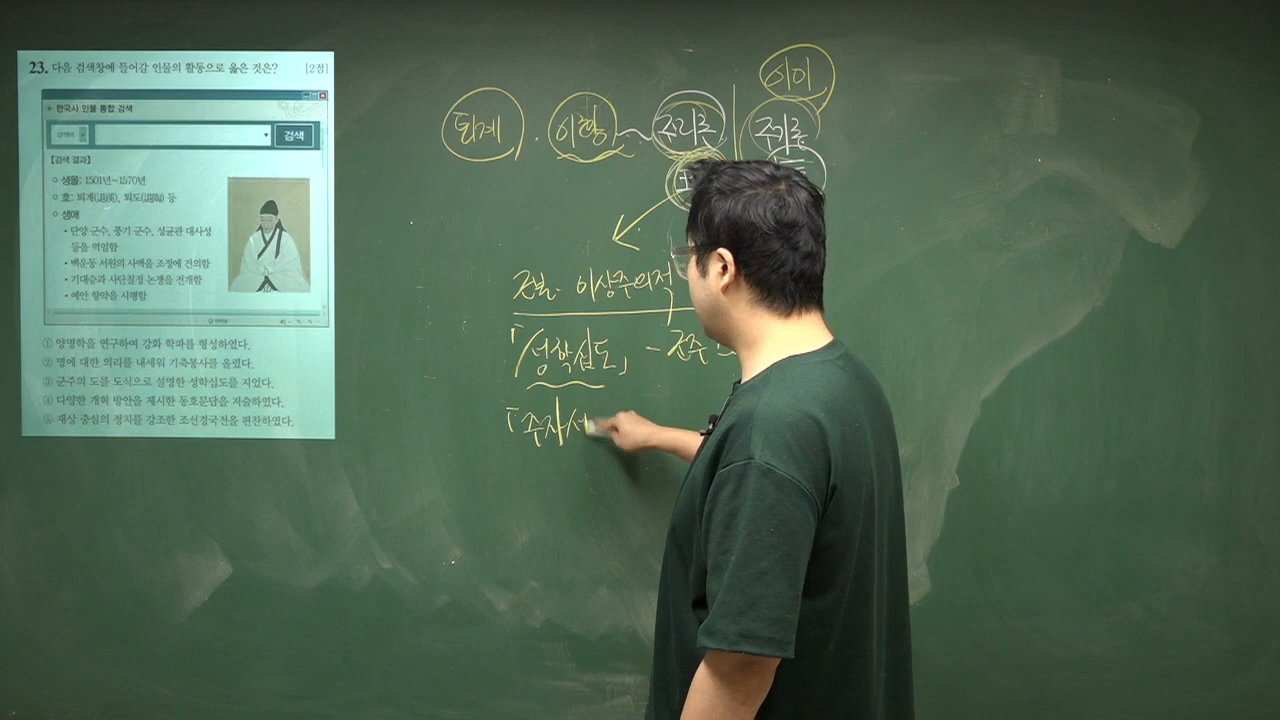 23. 다음 검색창에 들어갈 인물의 활동으로 옳은 것은? [2점]
한국사 인물 통합 검색
검색어
검색
【검색 결과】
○ 생몰: 1501년~1570년
○ 호: 퇴계(退溪), 퇴도(退陶) 등
○ 생애
• 단양 군수, 풍기 군수, 성균관 대사성
등을 역임함
• 백운동 서원의 사액을 조정에 건의함
• 기대승과 사단칠정 논쟁을 전개함
• 예안 향약을 시행함
① 양명학을 연구하여 강화 학파를 형성하였다.
② 명에 대한 의리를 내세워 기축봉사를 올렸다.
③ 군주의 도를 도식으로 설명한 성학십도를 지었다.
④ 다양한 개혁 방안을 제시한 동호문답을 저술하였다.
⑤ 재상 중심의 정치를 강조한 조선경국전을 편찬하였다.
이이
퇴계 · 이황 ~ 주리론 | 주기론
근본· 이상주의적
「성학십도」 - 군주
「주자서